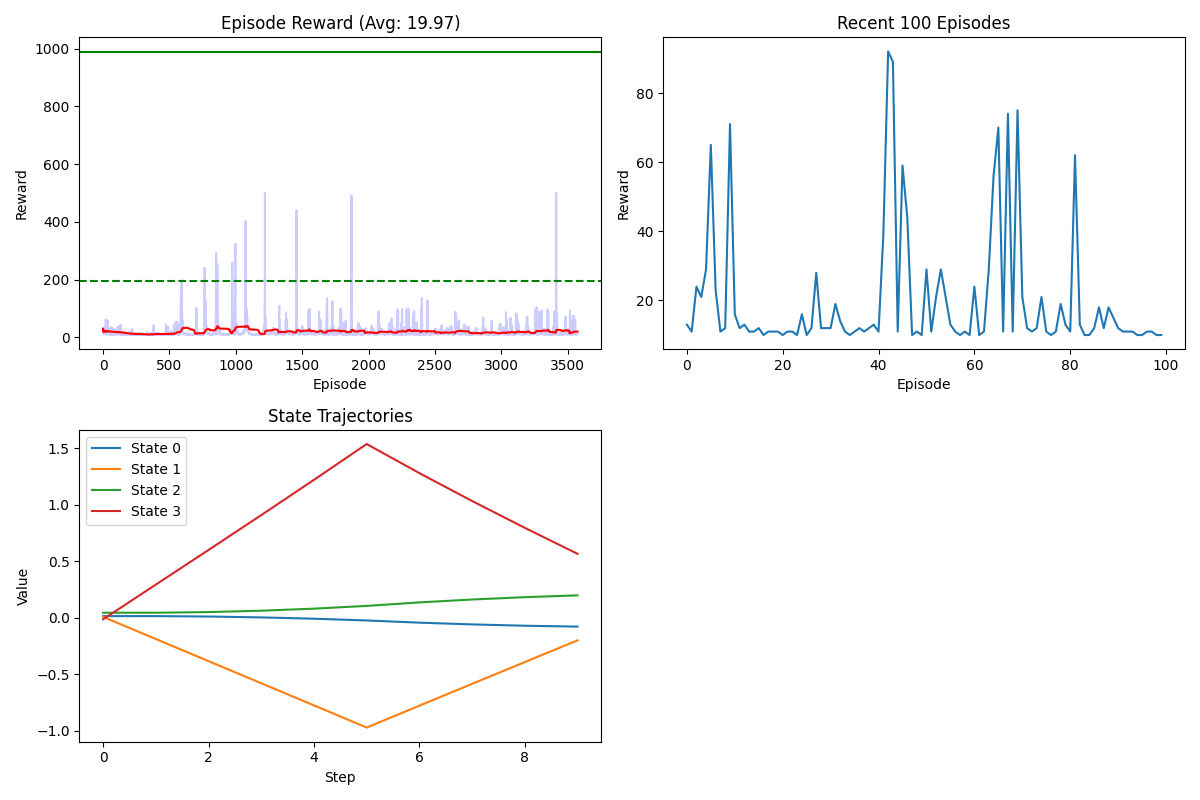 Episode Reward (Avg: 19.97)
Reward
1000
800
600
400
200
0
0 500 1000 1500 2000 2500 3000 3500
Episode
Recent 100 Episodes
Reward
80
60
40
20
0 20 40 60 80 100
Episode
State Trajectories
Value
1.5
1.0
0.5
0.0
−0.5
−1.0
State 0
State 1
State 2
State 3
0 2 4 6 8
Step